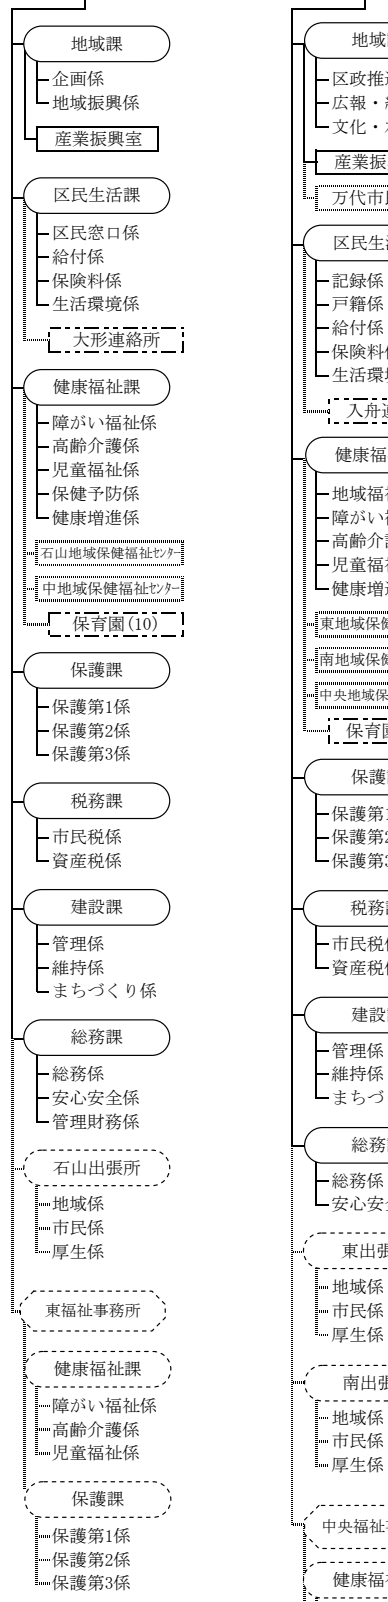 地域課
企画係
地域振興係
産業振興室
区民生活課
区民窓口係
給付係
保険料係
生活環境係
大形連絡所
健康福祉課
障がい福祉係
高齢介護係
児童福祉係
保健予防係
健康増進係
石山地域保健福祉センター
中地域保健福祉センター
保育園(10)
保護課
保護第1係
保護第2係
保護第3係
税務課
市民税係
資産税係
建設課
管理係
維持係
まちづくり係
総務課
総務係
安心安全係
管理財務係
石山出張所
地域係
市民係
厚生係
東福祉事務所
健康福祉課
障がい福祉係
高齢介護係
児童福祉係
保護課
保護第1係
保護第2係
保護第3係
地域
区政推
広報・
文化・
産業振
万代市
区民生
記録係
戸籍係
給付係
保険料
生活環
入舟
健康福
地域福
障がい
高齢介
児童福
健康増
東地域保
南地域保
中央地域保
保育
保護
保護第
保護第
保護第
税務
市民税
資産税
建設
管理係
維持係
まちづ
総務
総務係
安心安
東出張
地域係
市民係
厚生係
南出張
地域係
市民係
厚生係
中央福祉
健康福